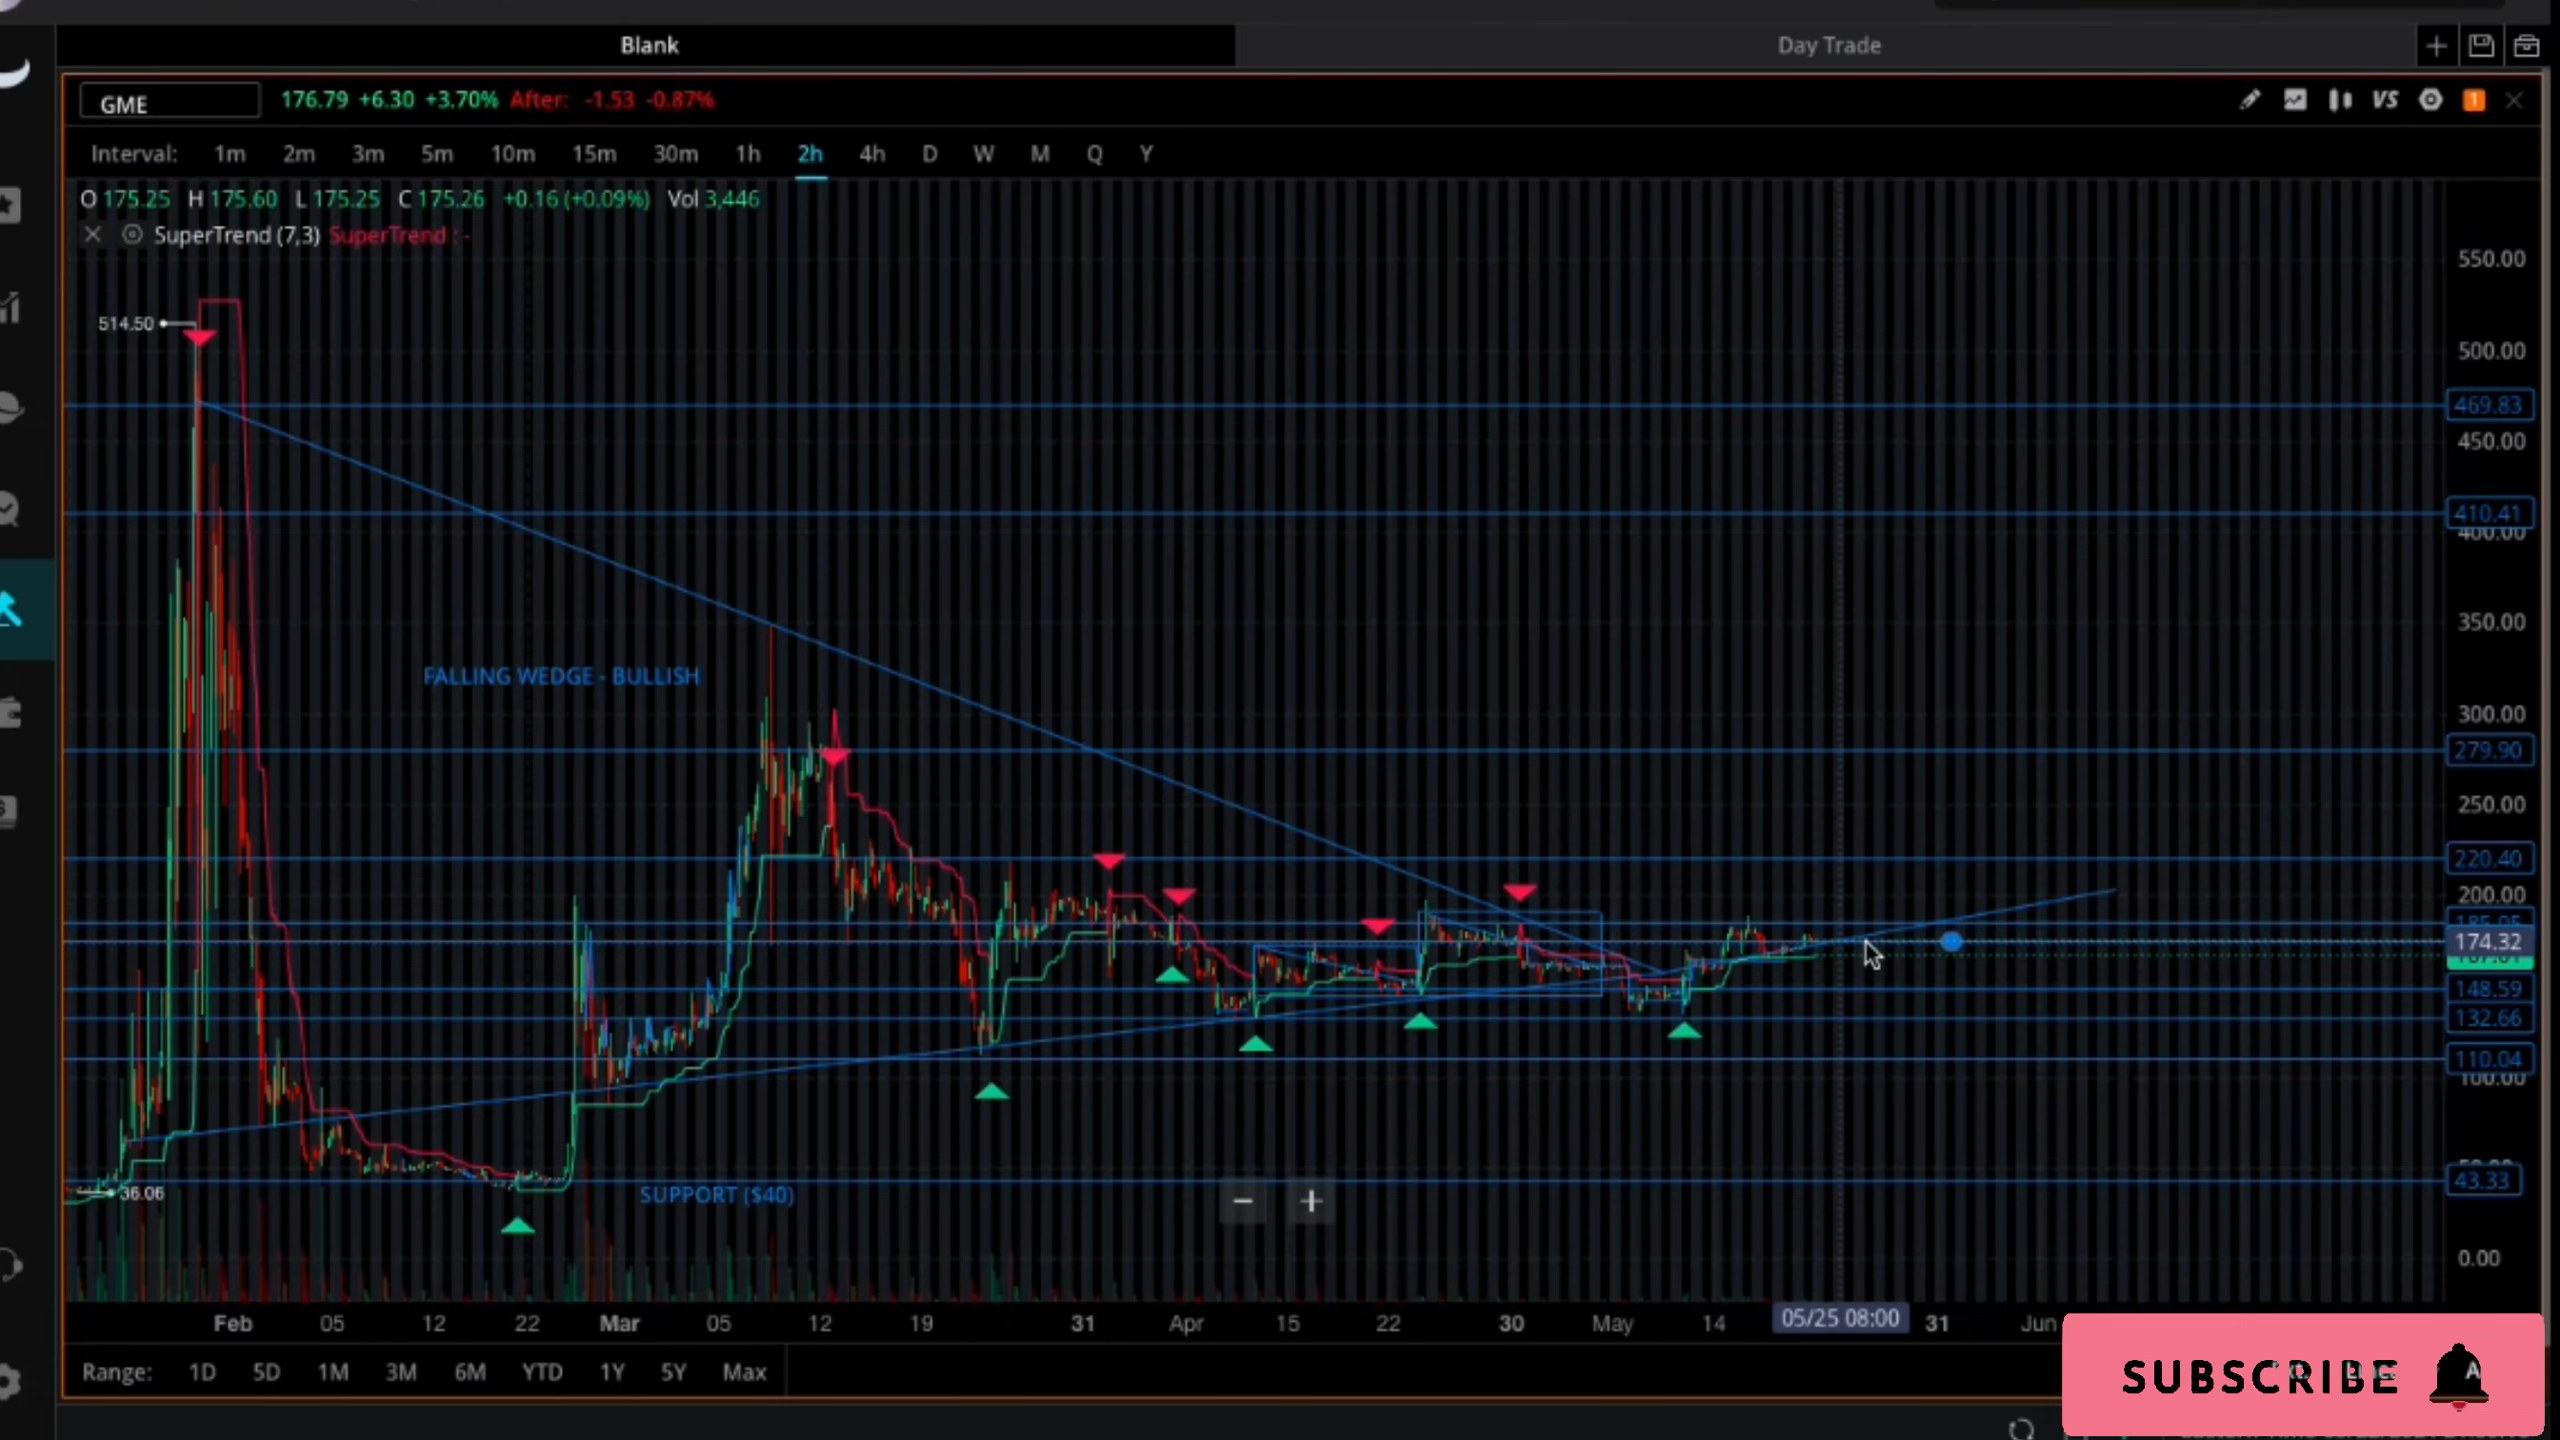 Blank
Day Trade
GME
176.79 +6.30 +3.70% After: -1.53 -0.87%
VS
1
Interval: 1m 2m 3m 5m 10m 15m 30m 1h 2h 4h D W M Q Y
O 175.25 H 175.60 L 175.25 C 175.26 +0.16 (+0.09%) Vol 3,446
SuperTrend (7,3) SuperTrend : -
550.00
514.50
500.00
469.83
450.00
410.41
400.00
350.00
FALLING WEDGE - BULLISH
300.00
279.90
250.00
220.40
200.00
174.32
148.59
132.66
110.04
100.00
43.33
36.06
SUPPORT ($40)
0.00
Feb 05 12 22 Mar 05 12 19 31 Apr 15 22 30 May 14 05/25 08:00 31 Jun
Range: 1D 5D 1M 3M 6M YTD 1Y 5Y Max
SUBSCRIBE